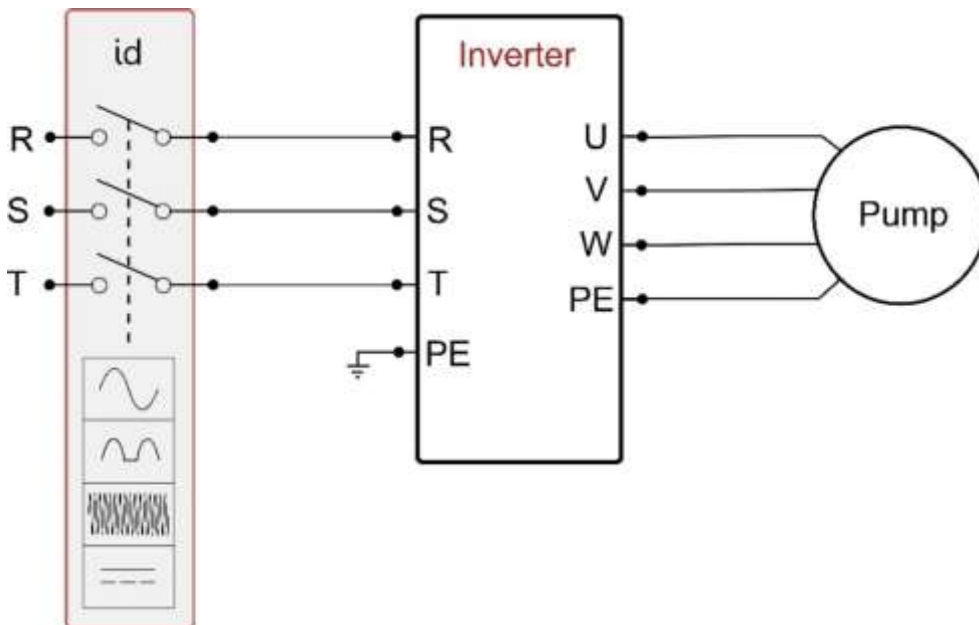 id
Inverter
R R U
V
S S
W
Pump
T T
PE
PE